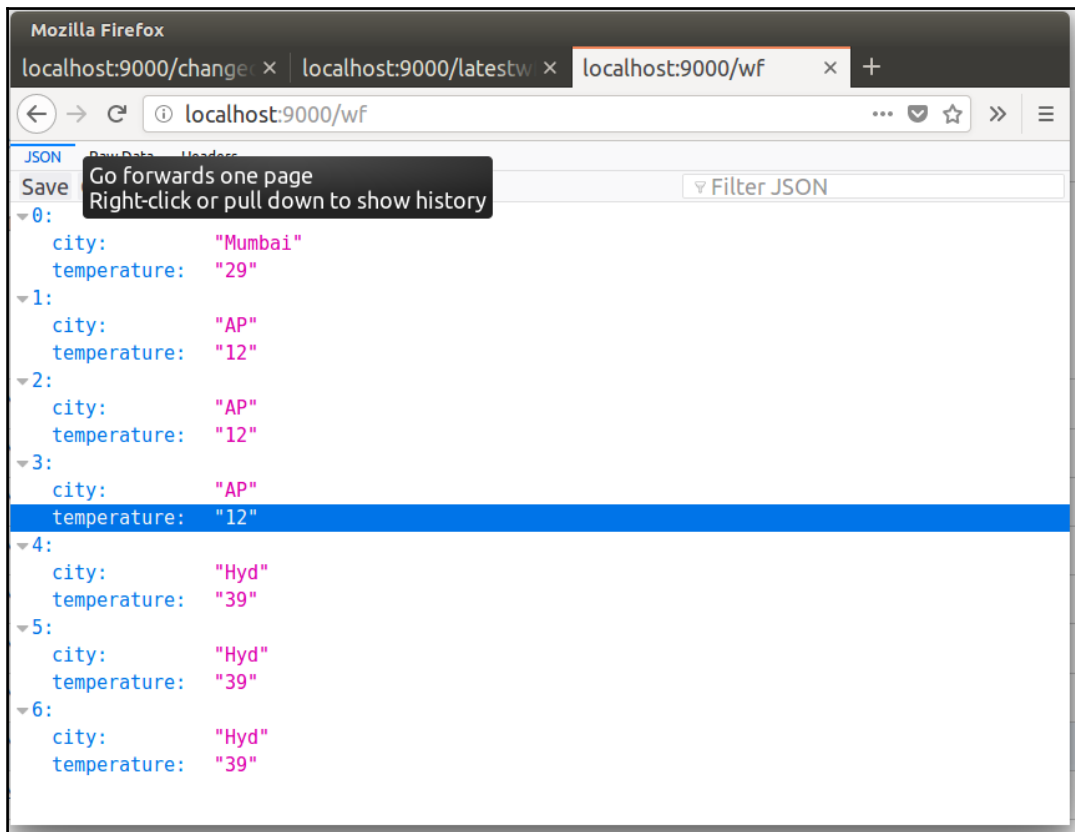 Mozilla Firefox
localhost:9000/change × localhost:9000/latestw × localhost:9000/wf × +
localhost:9000/wf
JSON Raw Data Headers
Save Go forwards one page
Right-click or pull down to show history
Filter JSON
0:
city: "Mumbai"
temperature: "29"
1:
city: "AP"
temperature: "12"
2:
city: "AP"
temperature: "12"
3:
city: "AP"
temperature: "12"
4:
city: "Hyd"
temperature: "39"
5:
city: "Hyd"
temperature: "39"
6:
city: "Hyd"
temperature: "39"